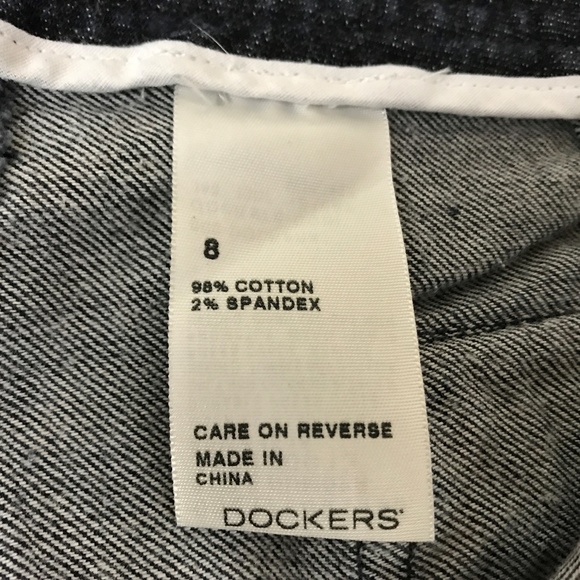 8
98% COTTON
2% SPANDEX
CARE ON REVERSE
MADE IN
CHINA
DOCKERS®